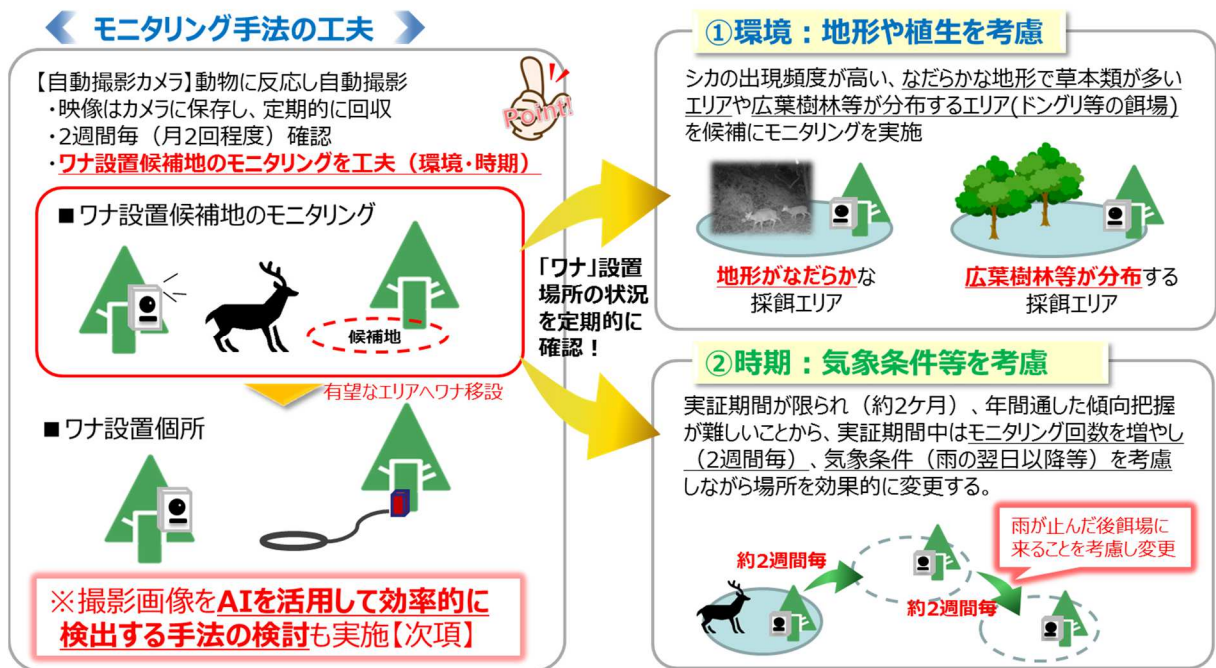 モニタリング手法の工夫
【自動撮影カメラ】動物に反応し自動撮影
・映像はカメラに保存し、定期的に回収
・2週間毎（月2回程度）確認
・ワナ設置候補地のモニタリングを工夫（環境・時期）
Point!
■ワナ設置候補地のモニタリング
候補地
有望なエリアへワナ移設
■ワナ設置個所
※撮影画像をAIを活用して効率的に
検出する手法の検討も実施【次項】
「ワナ」設置
場所の状況
を定期的に
確認！
①環境：地形や植生を考慮
シカの出現頻度が高い、なだらかな地形で草本類が多い
エリアや広葉樹林等が分布するエリア(ドングリ等の餌場)
を候補にモニタリングを実施
地形がなだらかな
採餌エリア
広葉樹林等が分布する
採餌エリア
②時期：気象条件等を考慮
実証期間が限られ（約2ケ月）、年間通した傾向把握
が難しいことから、実証期間中はモニタリング回数を増やし
（2週間毎）、気象条件（雨の翌日以降等）を考慮
しながら場所を効果的に変更する。
雨が止んだ後餌場に
来ることを考慮し変更
約2週間毎
約2週間毎